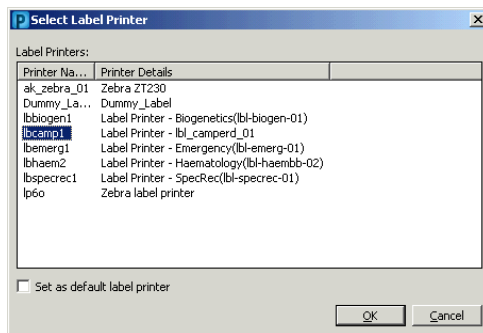 Select Label Printer
Label Printers:
Printer Na... Printer Details
ak_zebra_01 Zebra ZT230
Dummy_La... Dummy_Label
lbbiogen1 Label Printer - Biogenetics(lbl-biogen-01)
lbcamp1 Label Printer - lbl_camperd_01
lbemerg1 Label Printer - Emergency(lbl-emerg-01)
lbhaem2 Label Printer - Haematology(lbl-haembb-02)
lbspecrec1 Label Printer - SpecRec(lbl-specrec-01)
lp6o Zebra label printer
Set as default label printer
OK Cancel